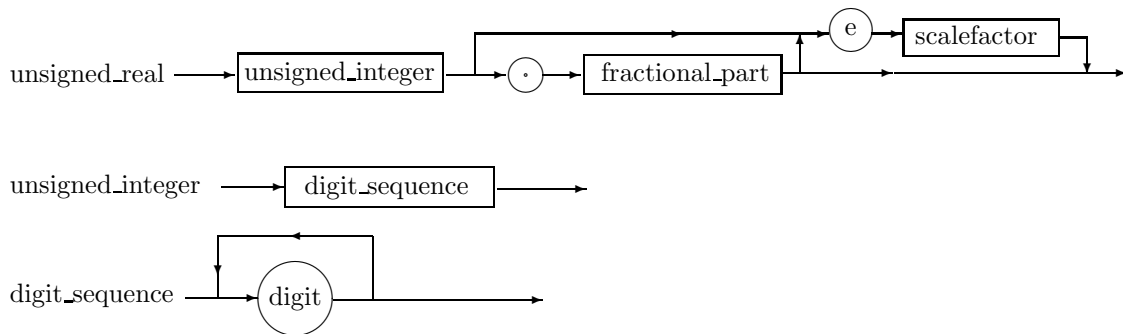 unsigned_real unsigned_integer . fractional_part e scalefactor
unsigned_integer digit_sequence
digit_sequence digit